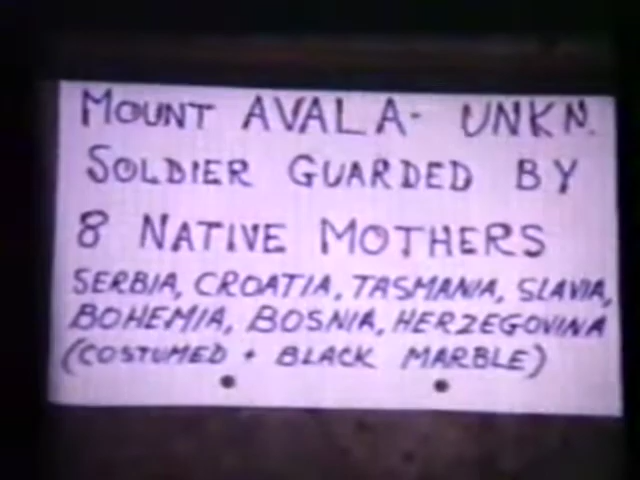 MOUNT AVALA- UNKN.
SOLDIER GUARDED BY
8 NATIVE MOTHERS
SERBIA, CROATIA, TASMANIA, SLAVIA,
BOHEMIA, BOSNIA, HERZEGOVINA
(COSTUMED + BLACK MARBLE)